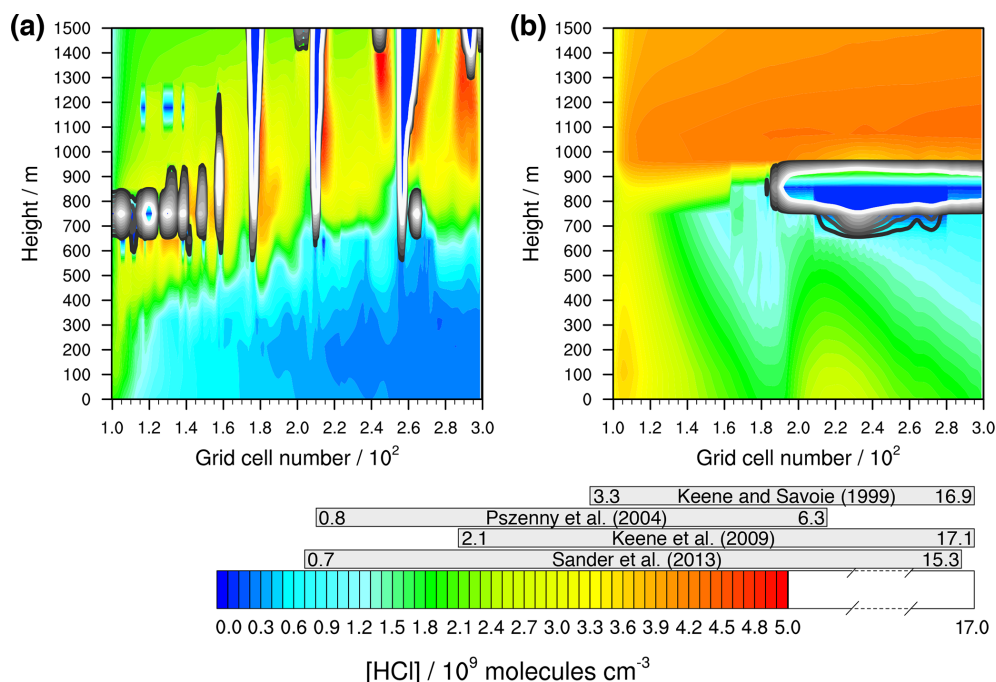 (a)
(b)
1500
1400
1300
1200
1100
1000
900
800
700
600
500
400
300
200
100
0
Height / m
1.0 1.2 1.4 1.6 1.8 2.0 2.2 2.4 2.6 2.8 3.0
Grid cell number / 10²
1500
1400
1300
1200
1100
1000
900
800
700
600
500
400
300
200
100
0
Height / m
1.0 1.2 1.4 1.6 1.8 2.0 2.2 2.4 2.6 2.8 3.0
Grid cell number / 10²
3.3 Keene and Savoie (1999) 16.9
0.8 Pszenny et al. (2004) 6.3
2.1 Keene et al. (2009) 17.1
0.7 Sander et al. (2013) 15.3
0.0 0.3 0.6 0.9 1.2 1.5 1.8 2.1 2.4 2.7 3.0 3.3 3.6 3.9 4.2 4.5 4.8 5.0 17.0
[HCl] / 10⁹ molecules cm⁻³